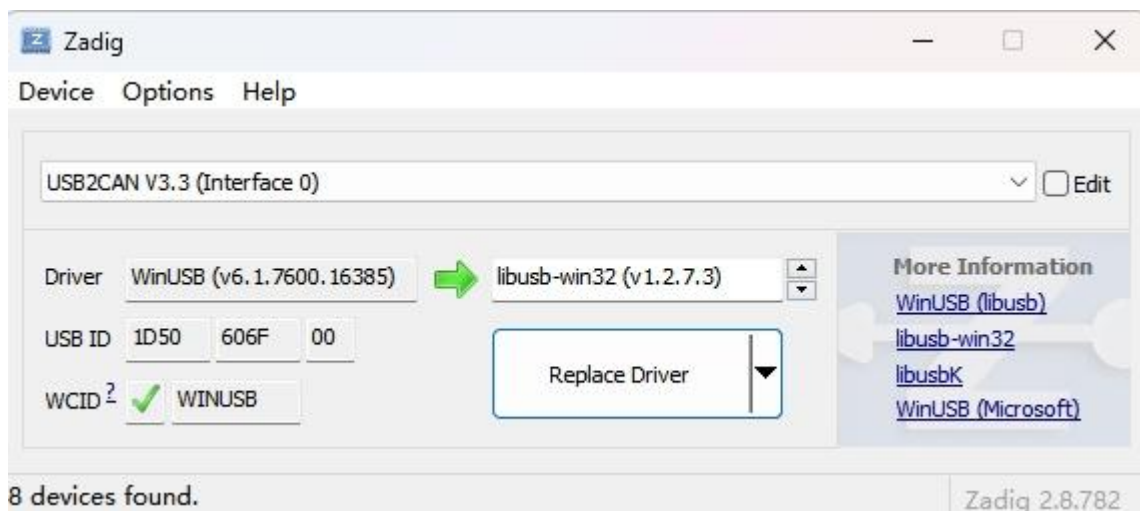 Zadig
Device Options Help
USB2CAN V3.3 (Interface 0)
Edit
Driver WinUSB (v6.1.7600.16385) libusb-win32 (v1.2.7.3)
USB ID 1D50 606F 00
WCID ? WINUSB
Replace Driver
More Information
WinUSB (libusb)
libusb-win32
libusbK
WinUSB (Microsoft)
8 devices found.
Zadig 2.8.782